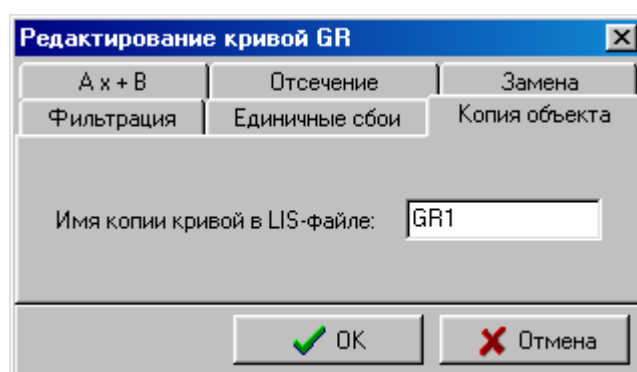 Редактирование кривой GR
A x + B Отсечение Замена
Фильтрация Единичные сбои Копия объекта
Имя копии кривой в LIS-файле: GR1
OK Отмена